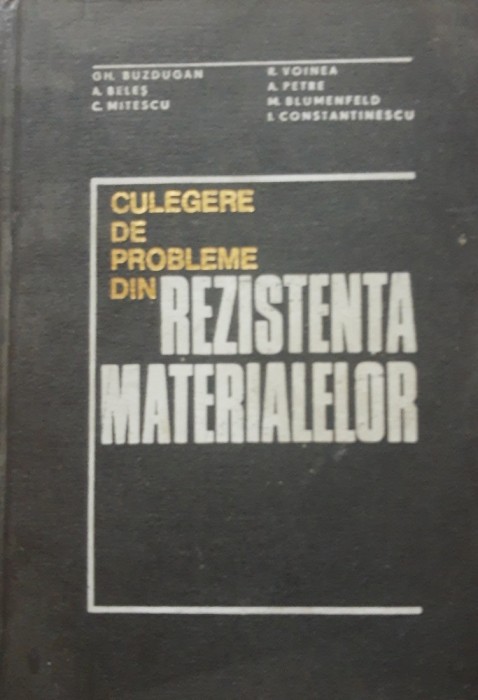 GH. BUZDUGAN
A. BELEȘ
C. MITESCU
R. VOINEA
A. PETRE
M. BLUMENFELD
I. CONSTANTINESCU
CULEGERE
DE
PROBLEME
DIN REZISTENȚA
MATERIALELOR